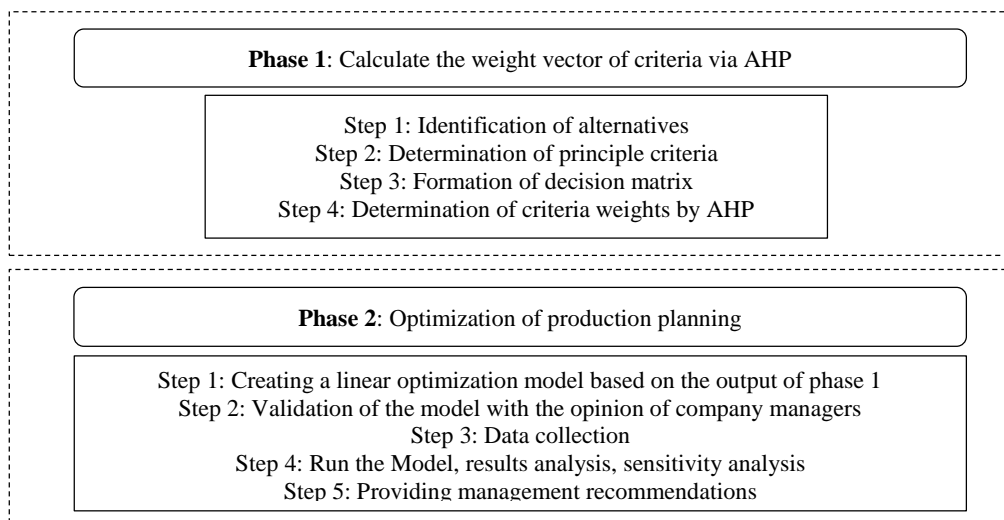 Phase 1: Calculate the weight vector of criteria via AHP
Step 1: Identification of alternatives
Step 2: Determination of principle criteria
Step 3: Formation of decision matrix
Step 4: Determination of criteria weights by AHP
Phase 2: Optimization of production planning
Step 1: Creating a linear optimization model based on the output of phase 1
Step 2: Validation of the model with the opinion of company managers
Step 3: Data collection
Step 4: Run the Model, results analysis, sensitivity analysis
Step 5: Providing management recommendations